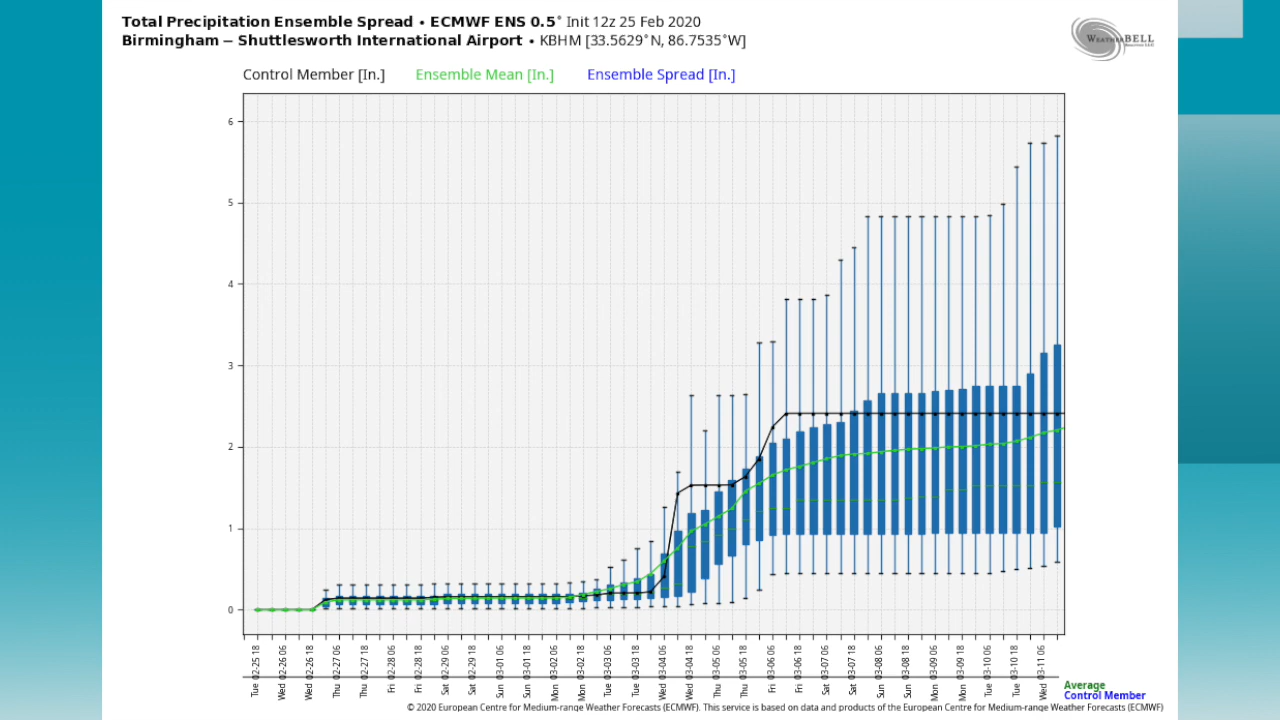 Total Precipitation Ensemble Spread • ECMWF ENS 0.5° Init 12z 25 Feb 2020
Birmingham – Shuttlesworth International Airport • KBHM [33.5629°N, 86.7535°W]
WEATHERBELL
Control Member [In.] Ensemble Mean [In.] Ensemble Spread [In.]
6
5
4
3
2
1
0
Tue 02-25 18
Wed 02-26 06
Wed 02-26 18
Thu 02-27 06
Thu 02-27 18
Fri 02-28 06
Fri 02-28 18
Sat 02-29 06
Sat 02-29 18
Sun 03-01 06
Sun 03-01 18
Mon 03-02 06
Mon 03-02 18
Tue 03-03 06
Tue 03-03 18
Wed 03-04 06
Wed 03-04 18
Thu 03-05 06
Thu 03-05 18
Fri 03-06 06
Fri 03-06 18
Sat 03-07 06
Sat 03-07 18
Sun 03-08 06
Sun 03-08 18
Mon 03-09 06
Mon 03-09 18
Tue 03-10 06
Tue 03-10 18
Wed 03-11 06
Average
Control Member
© 2020 European Centre for Medium-range Weather Forecasts (ECMWF). This service is based on data and products of the European Centre for Medium-range Weather Forecasts (ECMWF)